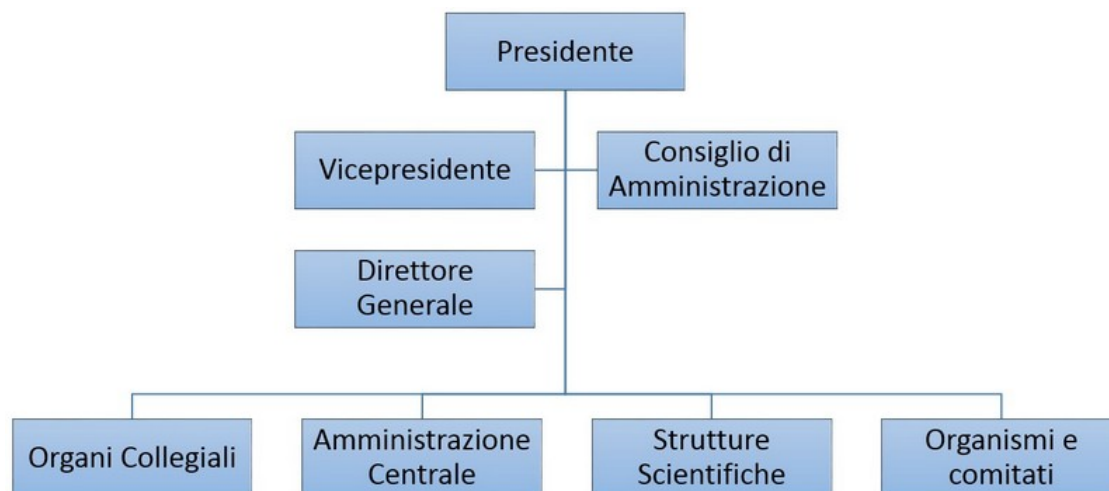 Presidente
Vicepresidente
Consiglio di
Amministrazione
Direttore
Generale
Organi Collegiali
Amministrazione
Centrale
Strutture
Scientifiche
Organismi e
comitati